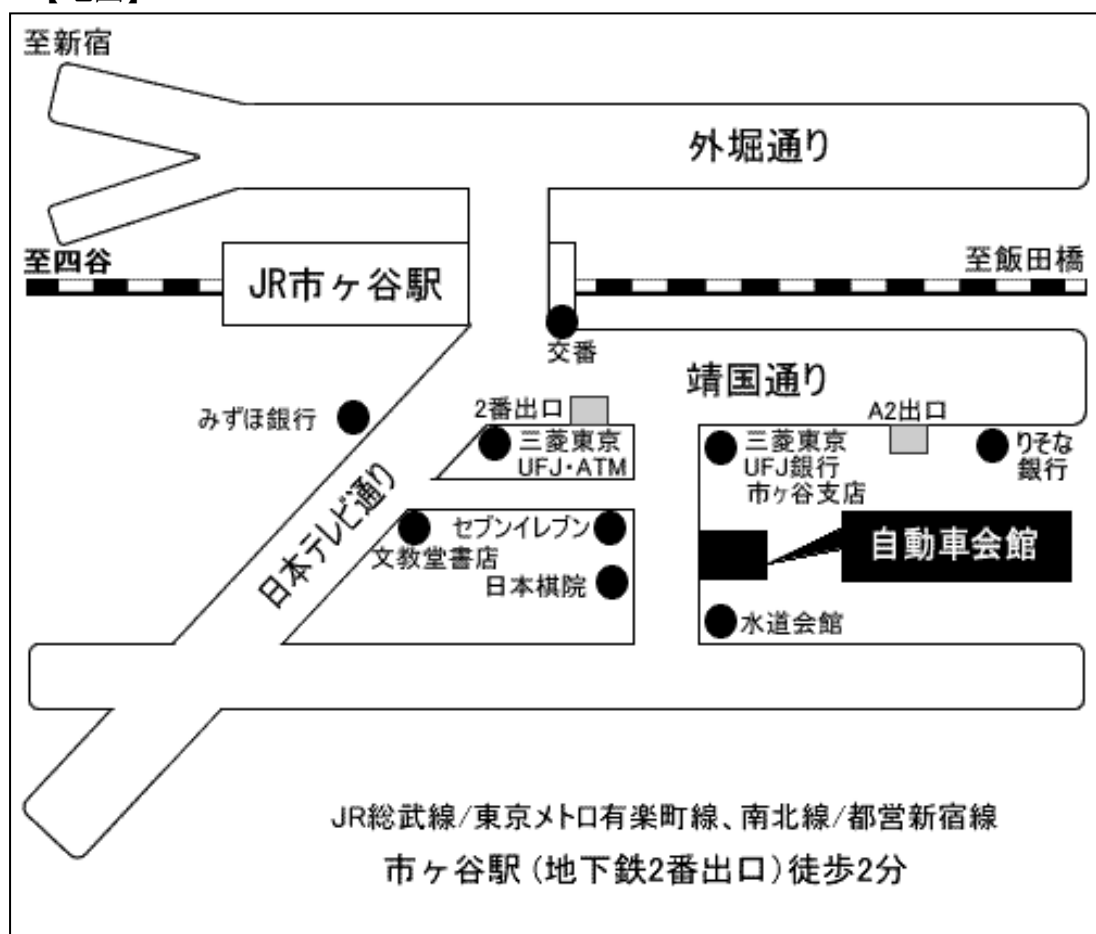 至新宿
外堀通り
至四谷
JR市ヶ谷駅
至飯田橋
交番
靖国通り
みずほ銀行
2番出口
A2出口
三菱東京
UFJ・ATM
三菱東京
UFJ銀行
市ヶ谷支店
りそな
銀行
日本テレビ通り
セブンイレブン
文教堂書店
日本棋院
自動車会館
水道会館
JR総武線/東京メトロ有楽町線、南北線/都営新宿線
市ヶ谷駅(地下鉄2番出口)徒歩2分